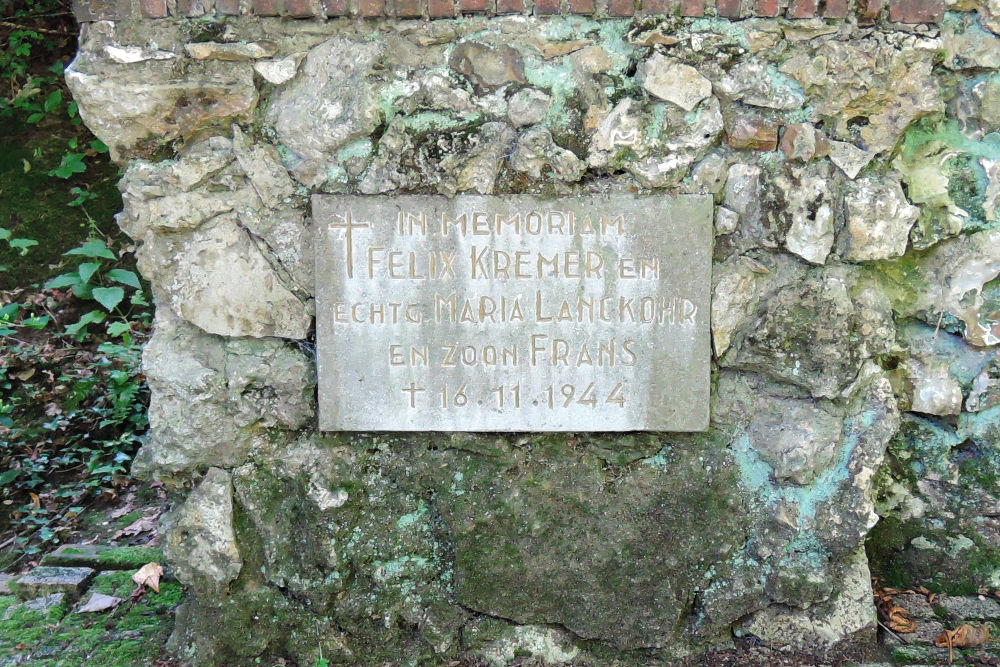 IN MEMORIAM
FELIX KREMER EN
ECHTG. MARIA LANCKOHR
EN ZOON FRANS
† 16.11.1944